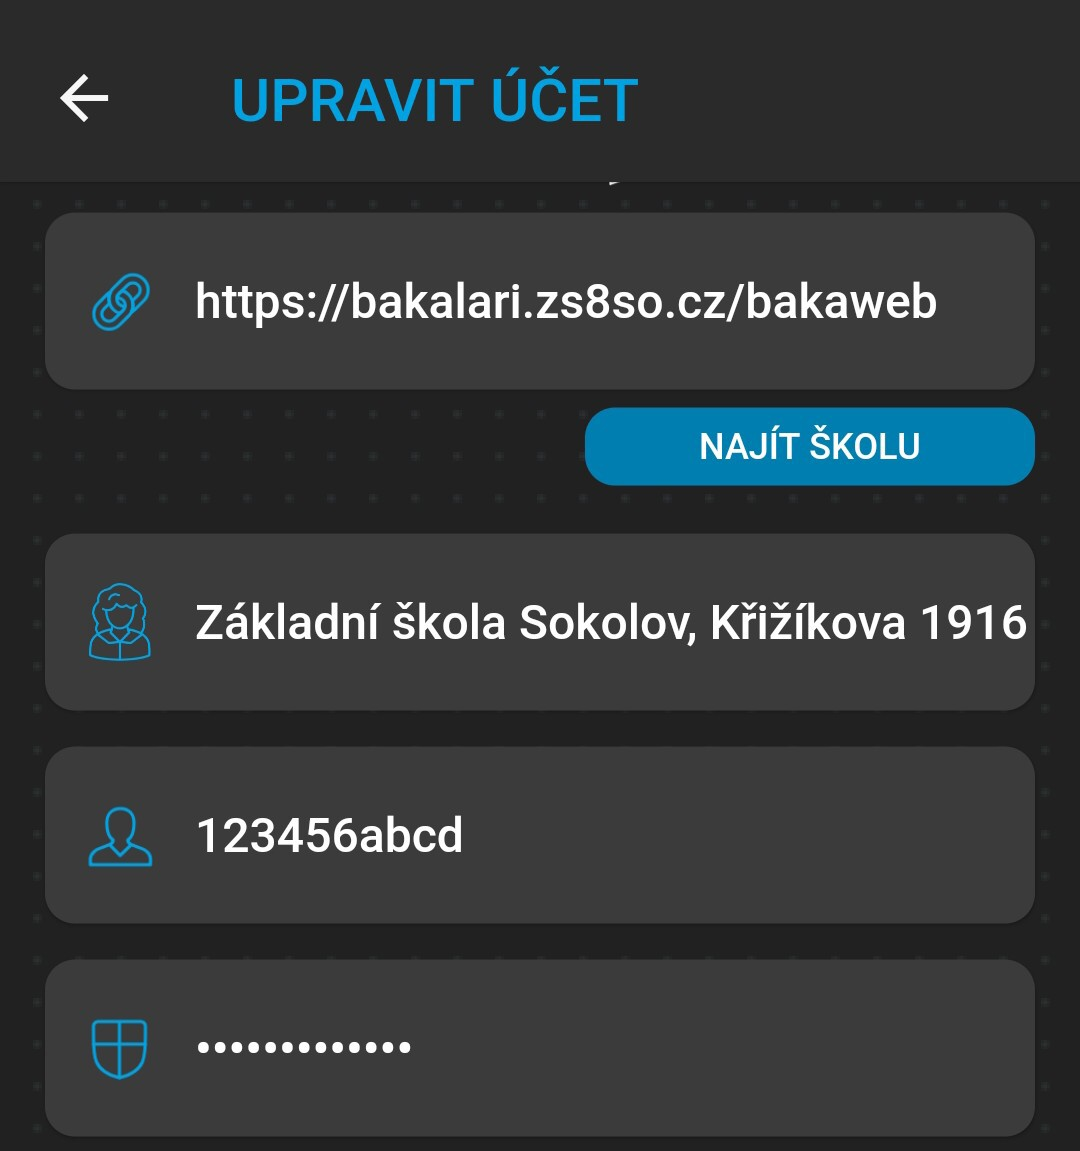 UPRAVIT ÚČET
https://bakalari.zs8so.cz/bakaweb
NAJÍT ŠKOLU
Základní škola Sokolov, Křižíkova 1916
123456abcd
•••••••••••••